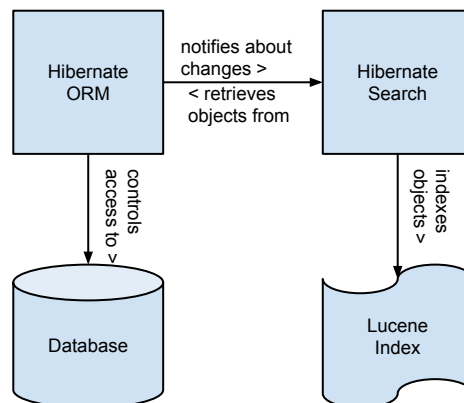 Hibernate
ORM
notifies about
changes >
< retrieves
objects from
Hibernate
Search
controls
access to >
indexes
objects >
Database
Lucene
Index